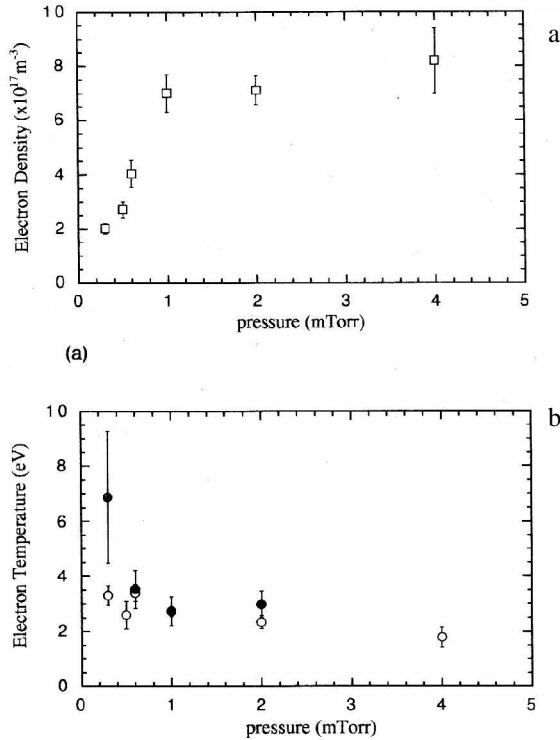 a
10
8
6
4
2
0
Electron Density (x10¹⁷m⁻³)
0 1 2 3 4 5
pressure (mTorr)
(a)
b
10
8
6
4
2
0
Electron Temperature (eV)
0 1 2 3 4 5
pressure (mTorr)